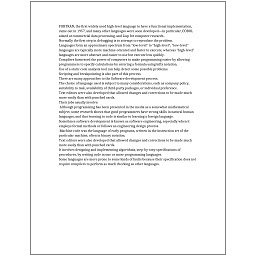 FORTRAN, the first widely used high-level language to have a functional implementation,
came out in 1957, and many other languages were soon developed—in particular, COBOL
aimed at commercial data processing, and Lisp for computer research.
Normally the first step in debugging is to attempt to reproduce the problem.
Languages form an approximate spectrum from "low-level" to "high-level"; "low-level"
languages are typically more machine-oriented and faster to execute, whereas "high-level"
languages are more abstract and easier to use but execute less quickly.
Compilers harnessed the power of computers to make programming easier by allowing
programmers to specify calculations by entering a formula using infix notation.
Use of a static code analysis tool can help detect some possible problems.
Scripting and breakpointing is also part of this process.
There are many approaches to the Software development process.
The choice of language used is subject to many considerations, such as company policy,
suitability to task, availability of third-party packages, or individual preference.
Text editors were also developed that allowed changes and corrections to be made much
more easily than with punched cards.
Their jobs usually involve:
Although programming has been presented in the media as a somewhat mathematical
subject, some research shows that good programmers have strong skills in natural human
languages, and that learning to code is similar to learning a foreign language.
Sometimes software development is known as software engineering, especially when it
employs formal methods or follows an engineering design process.
Machine code was the language of early programs, written in the instruction set of the
particular machine, often in binary notation.
Text editors were also developed that allowed changes and corrections to be made much
more easily than with punched cards.
It involves designing and implementing algorithms, step-by-step specifications of
procedures, by writing code in one or more programming languages.
Some languages are more prone to some kinds of faults because their specification does not
require compilers to perform as much checking as other languages.